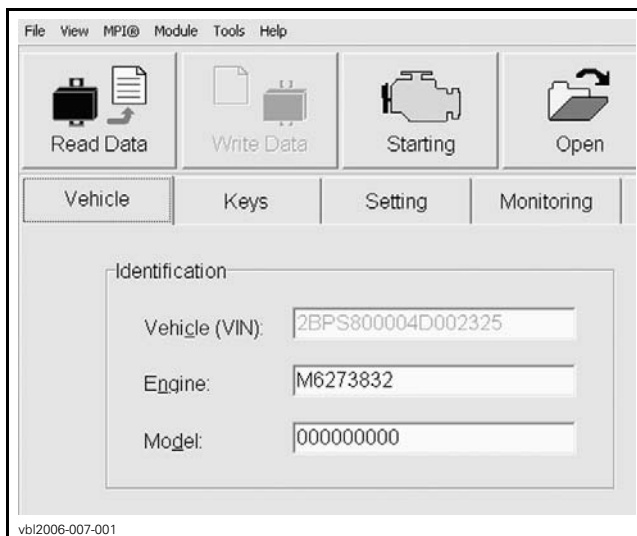 File View MPI® Module Tools Help
Read Data Write Data Starting Open
Vehicle Keys Setting Monitoring
Identification
Vehicle (VIN): 2BPS800004D002325
Engine: M6273832
Model: 000000000
vbl2006-007-001